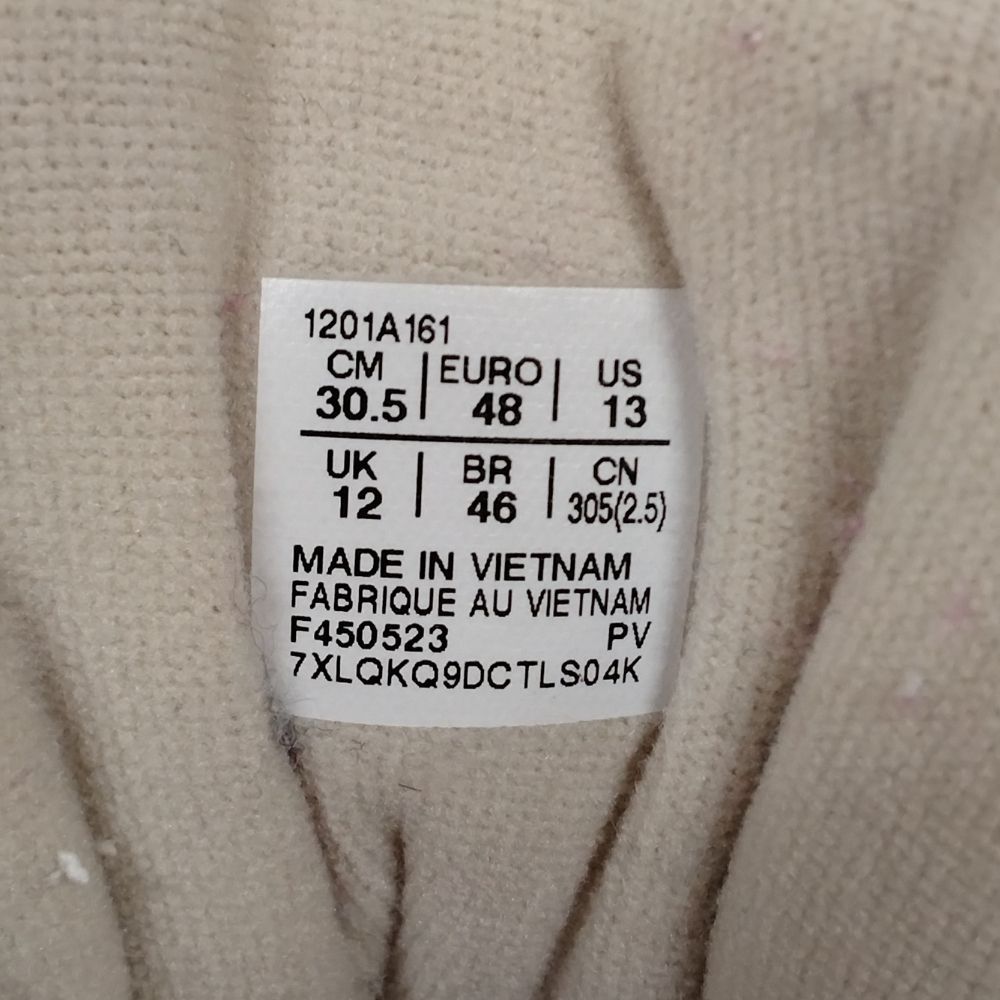 1201A161
CM | EURO | US
30.5 | 48 | 13
UK | BR | CN
12 | 46 | 305(2.5)
MADE IN VIETNAM
FABRIQUE AU VIETNAM
F450523 PV
7XLQKQ9DCTLS04K